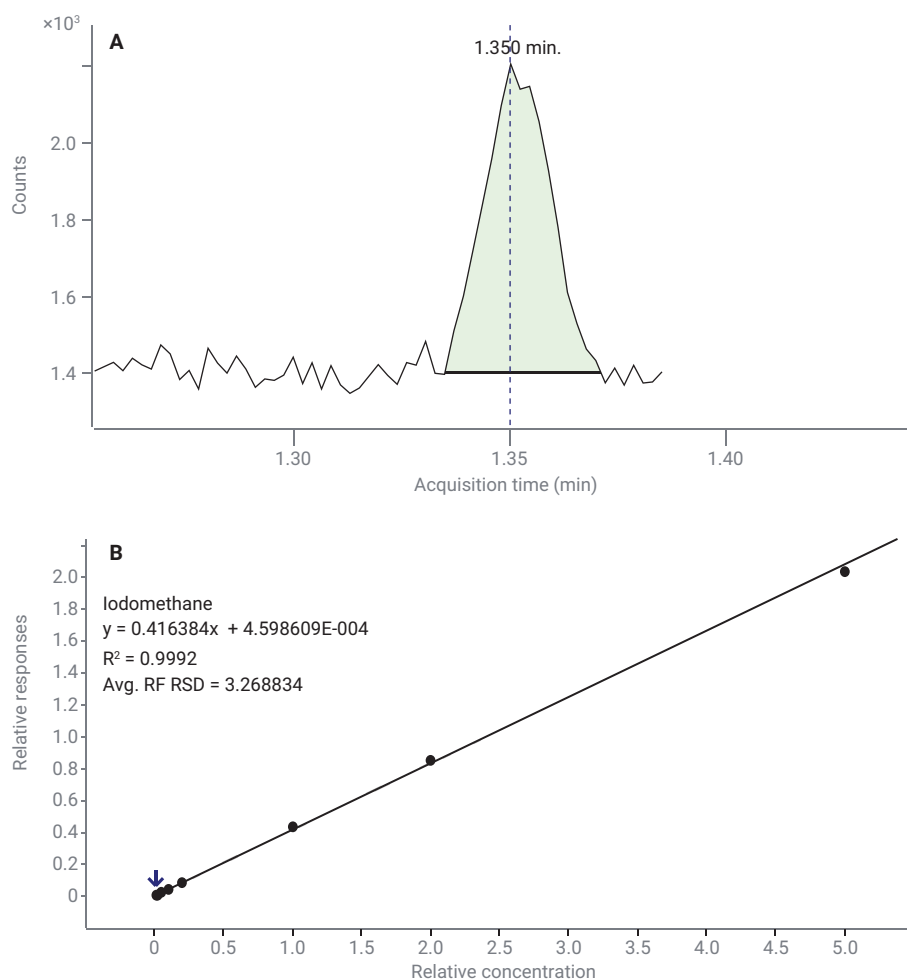 ×10³
A
1.350 min.
2.0
1.8
1.6
1.4
Counts
1.30 1.35 1.40
Acquisition time (min)
B
Iodomethane
y = 0.416384x + 4.598609E-004
R² = 0.9992
Avg. RF RSD = 3.268834
2.0
1.8
1.6
1.4
1.2
1.0
0.8
0.6
0.4
0.2
0
Relative responses
0 0.5 1.0 1.5 2.0 2.5 3.0 3.5 4.0 4.5 5.0
Relative concentration